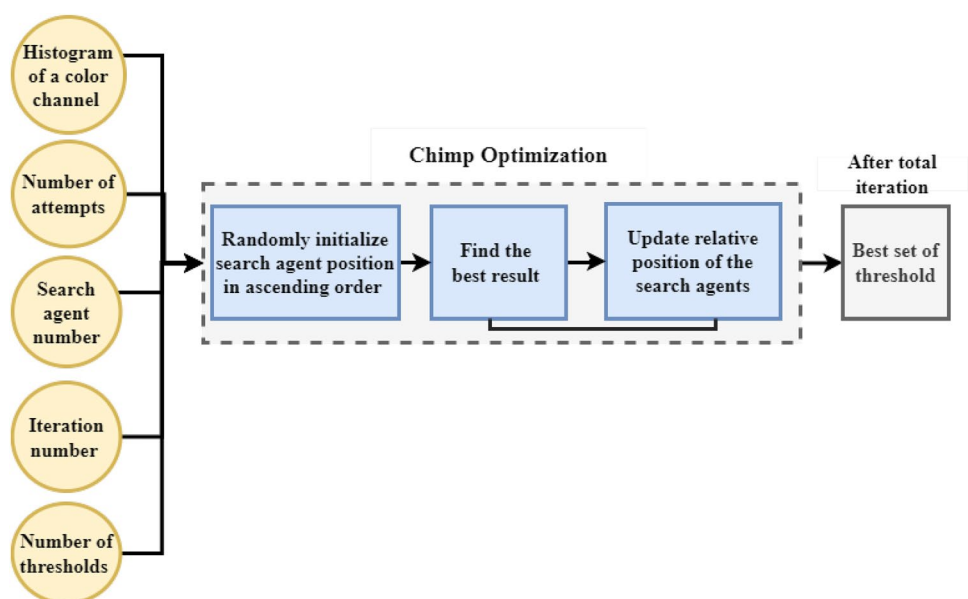 Histogram
of a color
channel
Number of
attempts
Search
agent
number
Iteration
number
Number of
thresholds
Chimp Optimization
Randomly initialize
search agent position
in ascending order
Find the
best result
Update relative
position of the
search agents
After total
iteration
Best set of
threshold